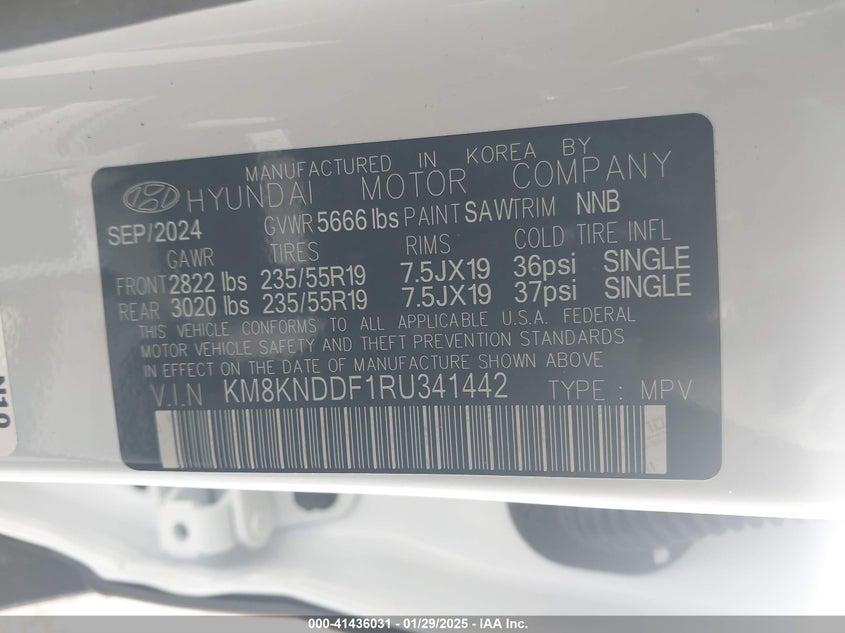 MANUFACTURED IN KOREA BY
HYUNDAI MOTOR COMPANY
SEP/2024 GVWR 5666 lbs PAINT SAW TRIM NNB
GAWR TIRES RIMS COLD TIRE INFL
FRONT 2822 lbs 235/55R19 7.5JX19 36psi SINGLE
REAR 3020 lbs 235/55R19 7.5JX19 37psi SINGLE
THIS VEHICLE CONFORMS TO ALL APPLICABLE U.S.A. FEDERAL
MOTOR VEHICLE SAFETY AND THEFT PREVENTION STANDARDS
IN EFFECT ON THE DATE OF MANUFACTURE SHOWN ABOVE
V.I.N KM8KNDDF1RU341442 TYPE : MPV
000-41436031 - 01/29/2025 - IAA Inc.